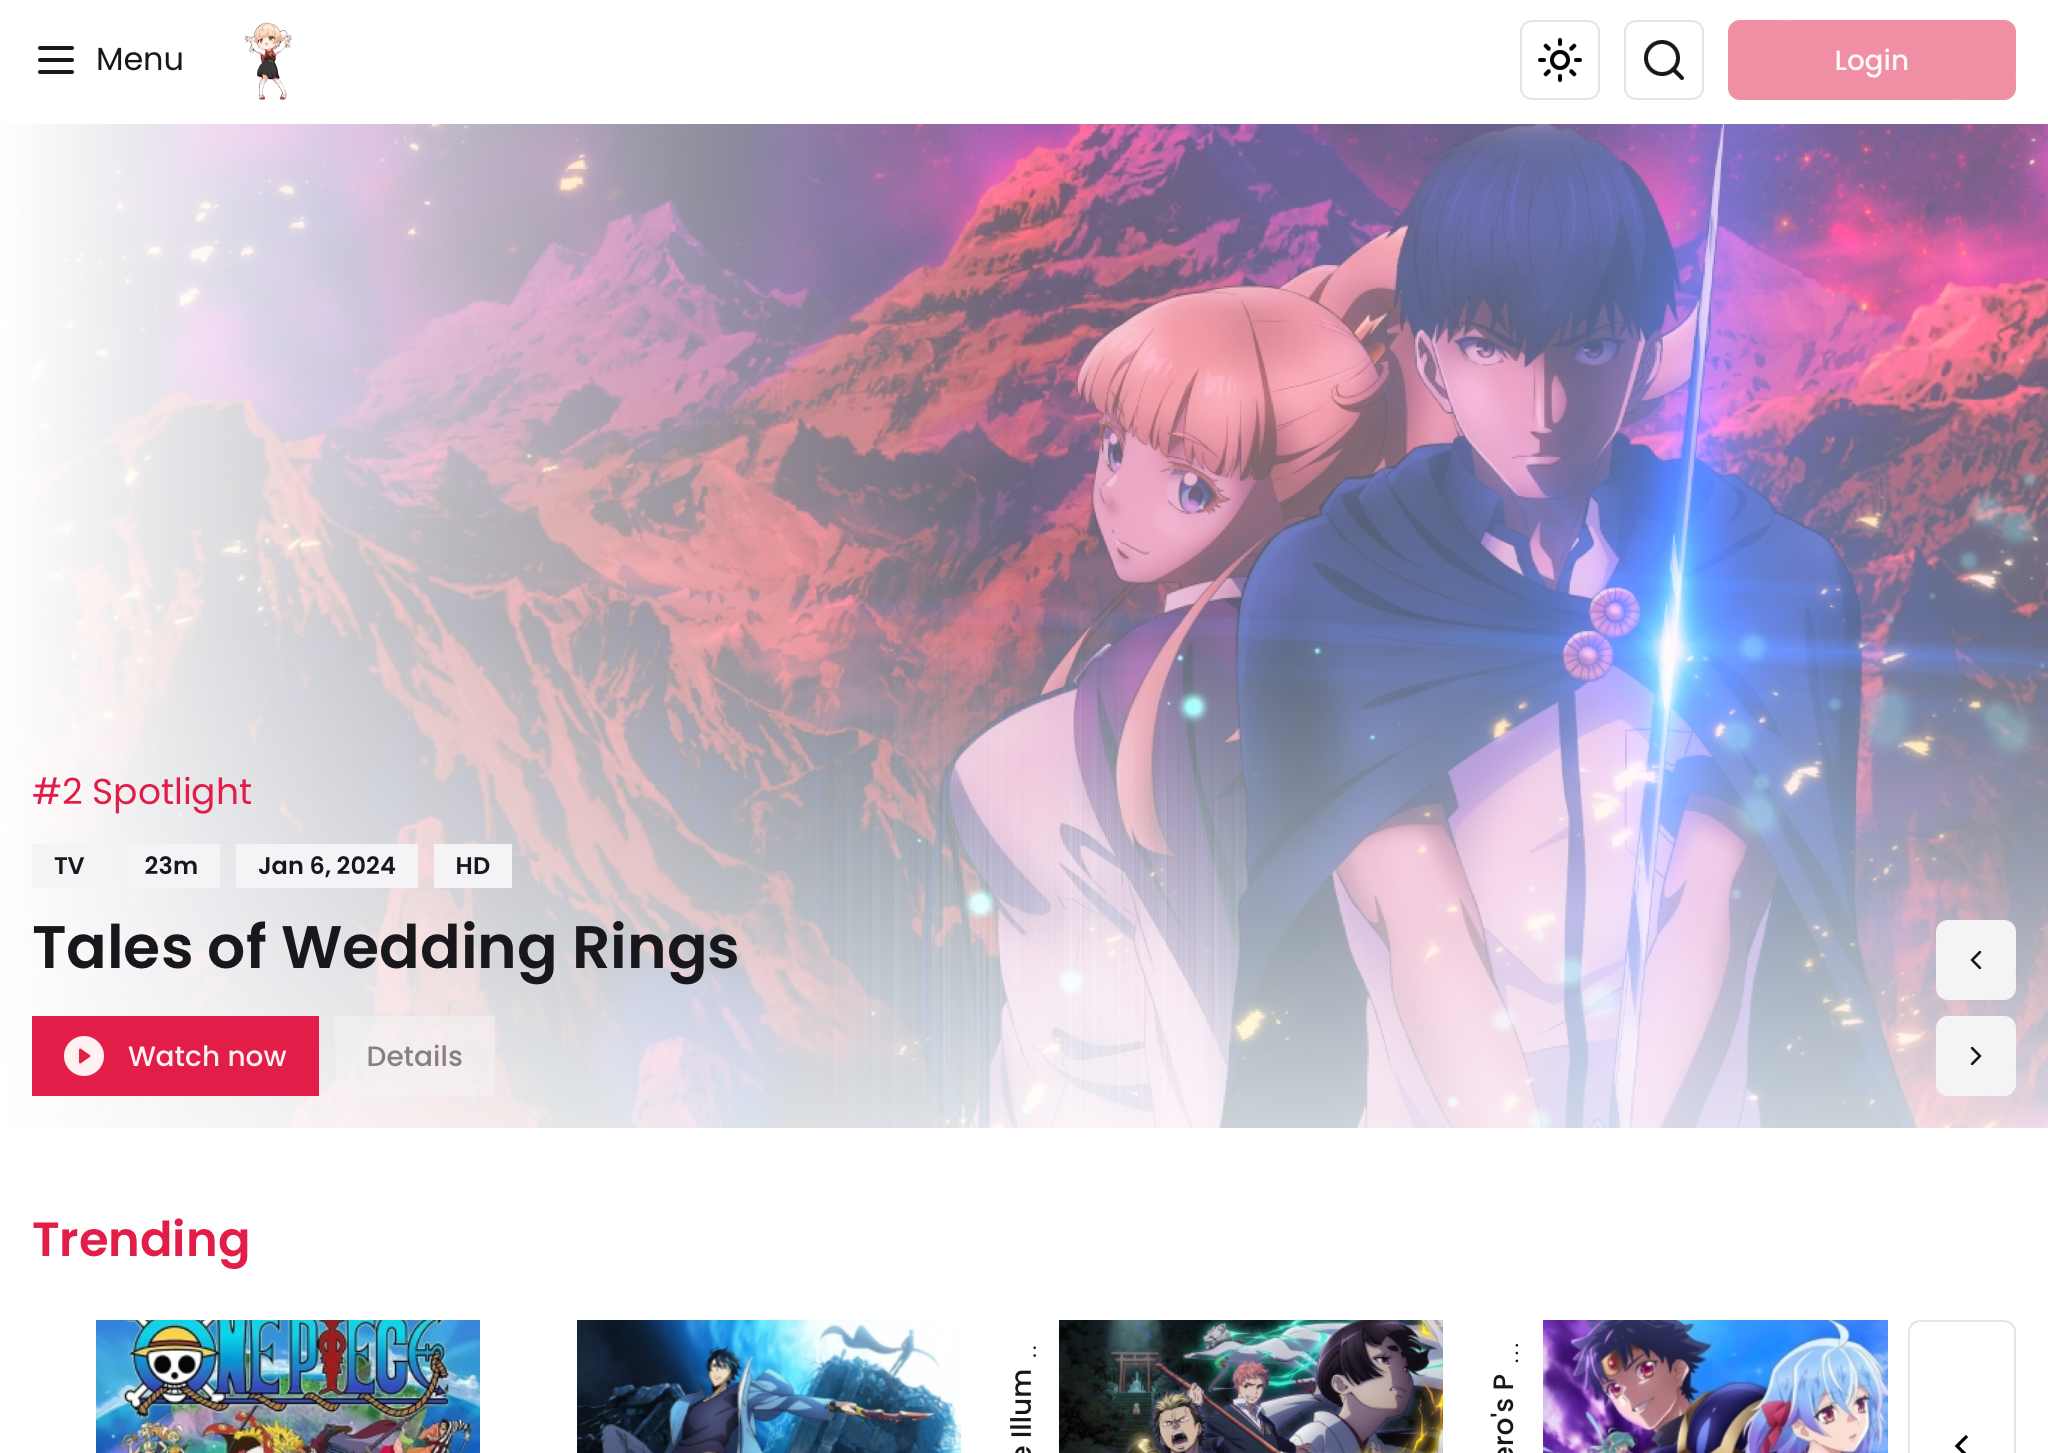 Menu
Login
#2 Spotlight
TV
23m
Jan 6, 2024
HD
Tales of Wedding Rings
Watch now
Details
Trending
ONE PIECE
e Illum ..
ero's P ...